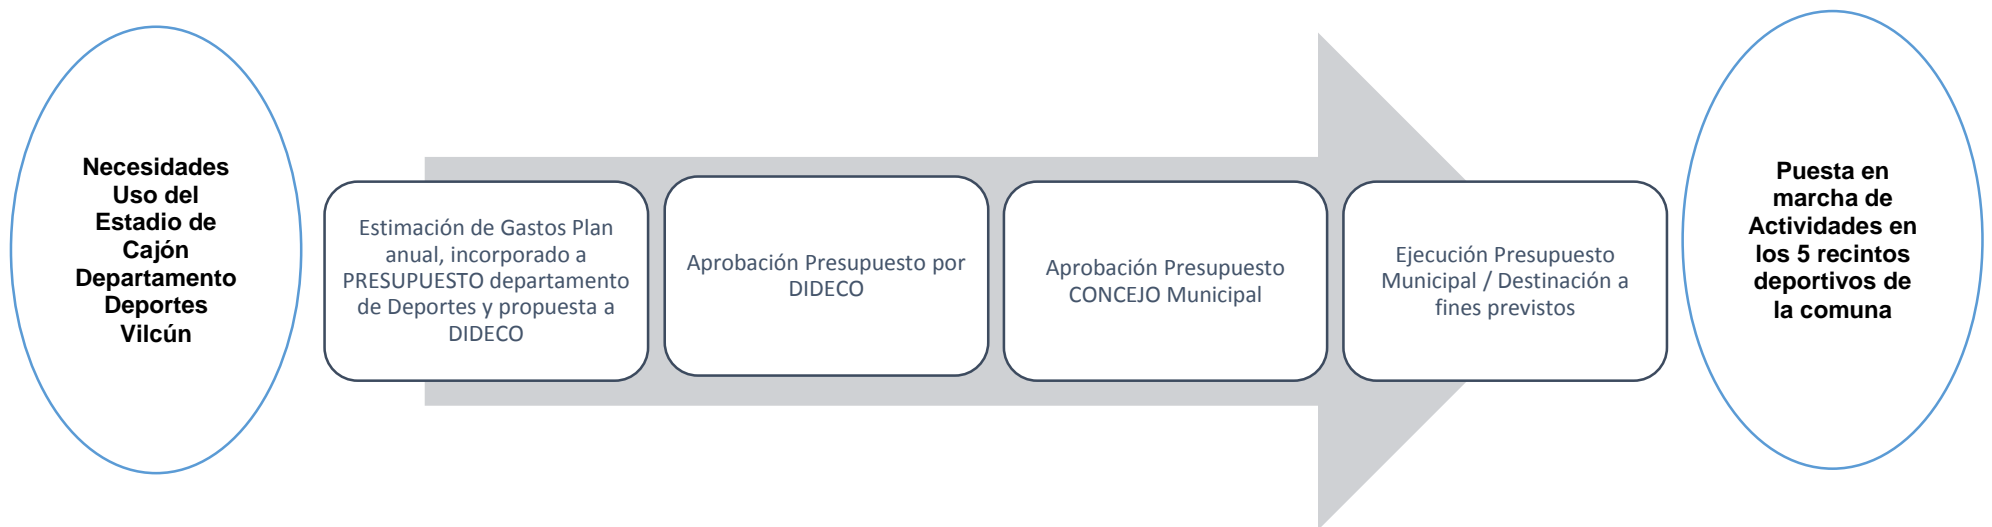 Necesidades
Uso del
Estadio de
Cajón
Departamento
Deportes
Vilcún
Estimación de Gastos Plan
anual, incorporado a
PRESUPUESTO departamento
de Deportes y propuesta a
DIDECO
Aprobación Presupuesto por
DIDECO
Aprobación Presupuesto
CONCEJO Municipal
Ejecución Presupuesto
Municipal / Destinación a
fines previstos
Puesta en
marcha de
Actividades en
los 5 recintos
deportivos de
la comuna